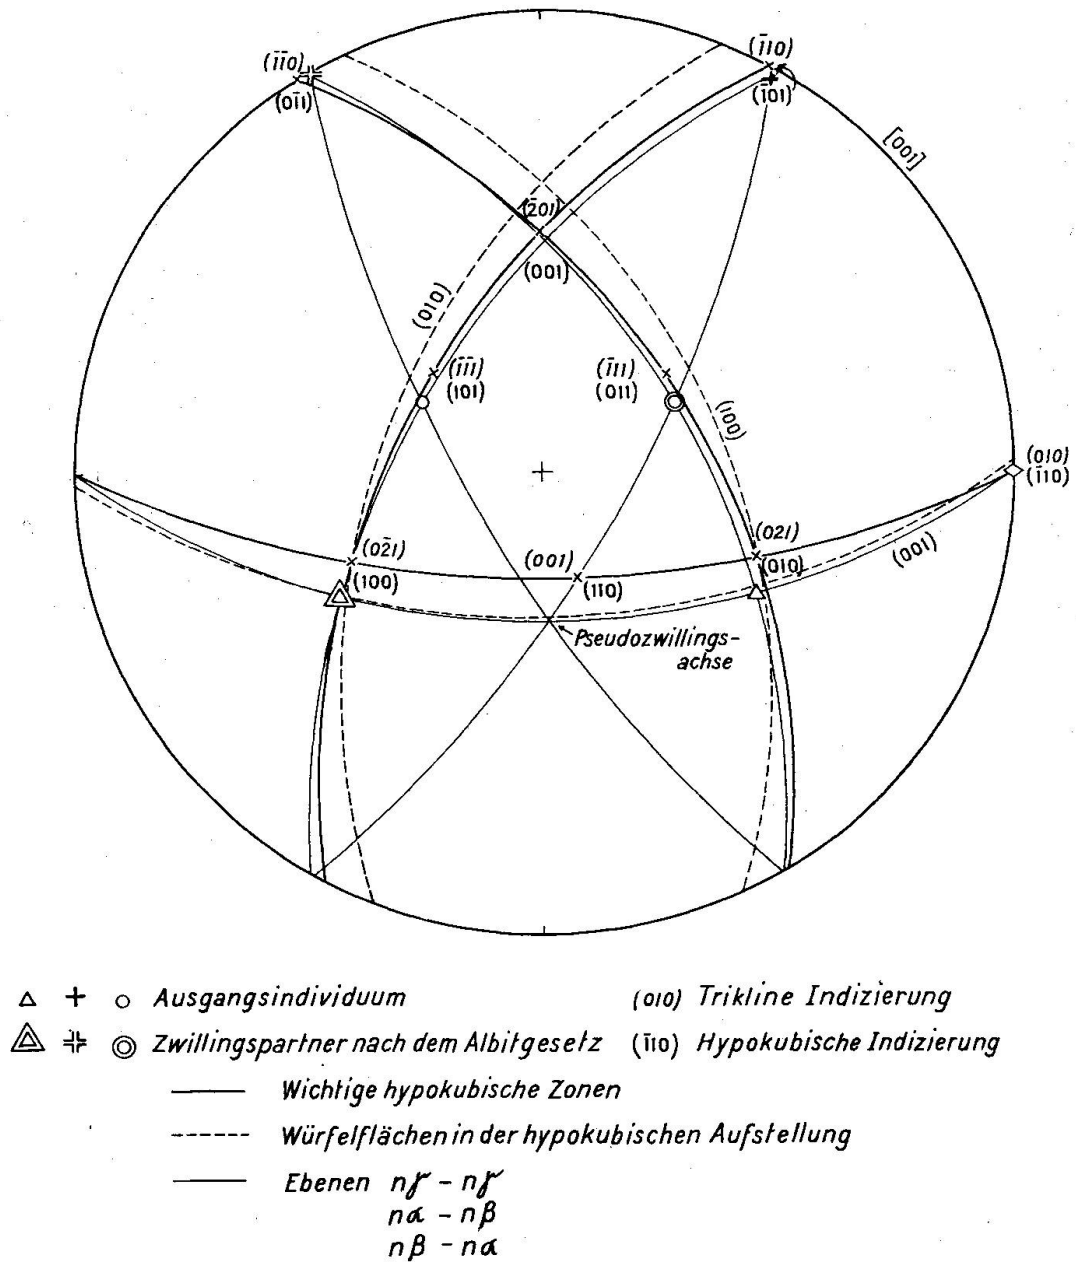 (1̅1̅0)
(01̅1)
(1̅10)
(1̅01)
[001]
(2̅01)
(001)
(010)
(1̅1̅1)
(101)
(1̅11)
(011)
(100)
(010)
(1̅10)
(02̅1)
(100)
(001)
(11̅0)
(021)
(010)
(001)
Pseudozwillings-
achse
Ausgangsindividuum
(010) Trikline Indizierung
Zwillingspartner nach dem Albitgesetz
(1̅10) Hypokubische Indizierung
Wichtige hypokubische Zonen
Würfelflächen in der hypokubischen Aufstellung
Ebenen nγ - nγ
nα - nβ
nβ - nα